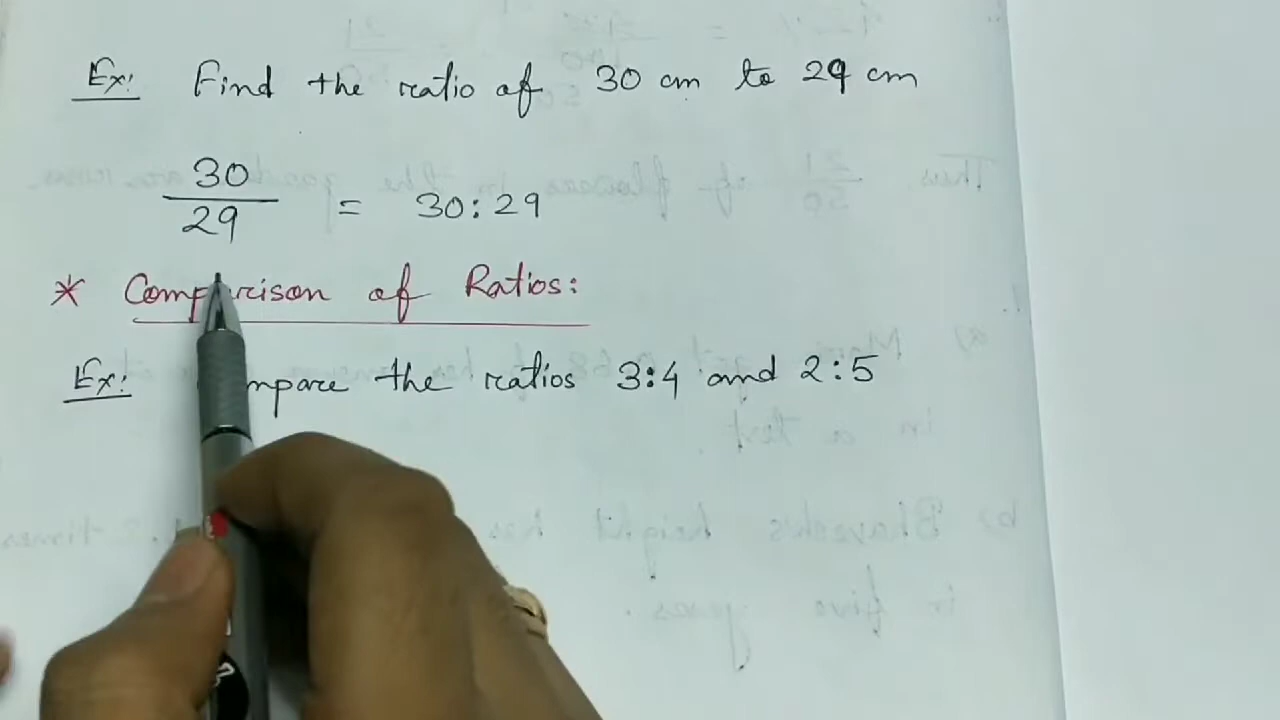 Ex: Find the ratio of 30 cm to 29 cm
30
29
= 30:29
* Comparison of Ratios:
Ex: the ratios 3:4 and 2:5